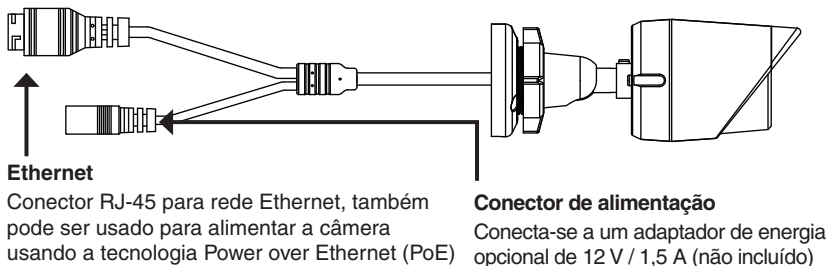 Ethernet
Conector RJ-45 para rede Ethernet, também
pode ser usado para alimentar a câmera
usando a tecnologia Power over Ethernet (PoE)
Conector de alimentação
Conecta-se a um adaptador de energia
opcional de 12 V / 1,5 A (não incluído)